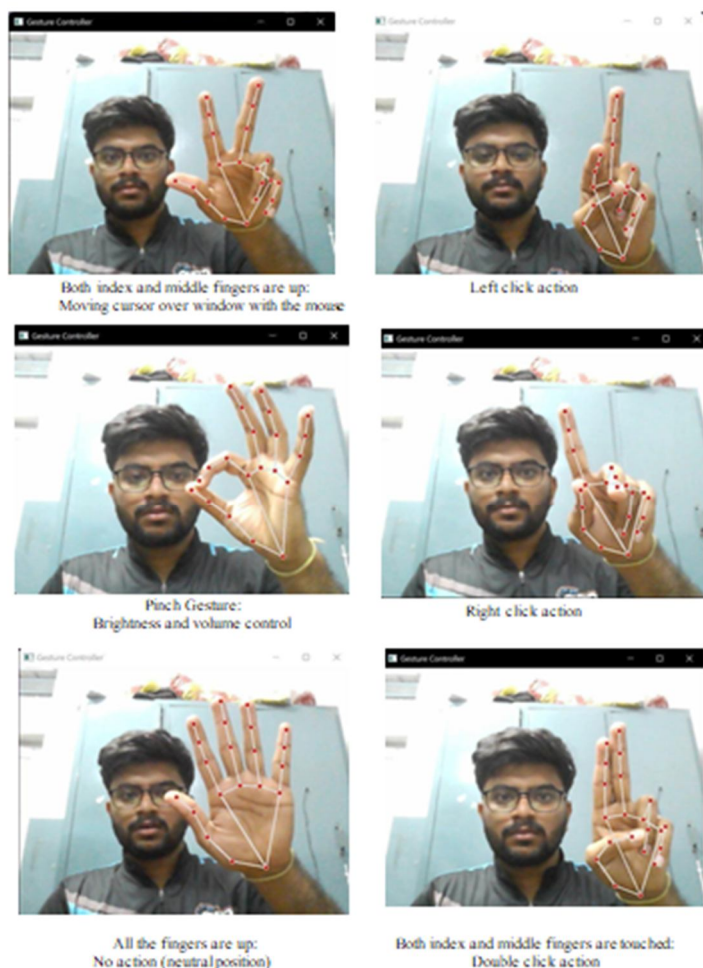 Gesture Controller
Both index and middle fingers are up:
Moving cursor over window with the mouse
Left click action
Gesture Controller
Gesture Controller
Pinch Gesture:
Brightness and volume control
Right click action
Gesture Controller
Gesture Controller
All the fingers are up:
No action (neutral position)
Both index and middle fingers are touched:
Double click action